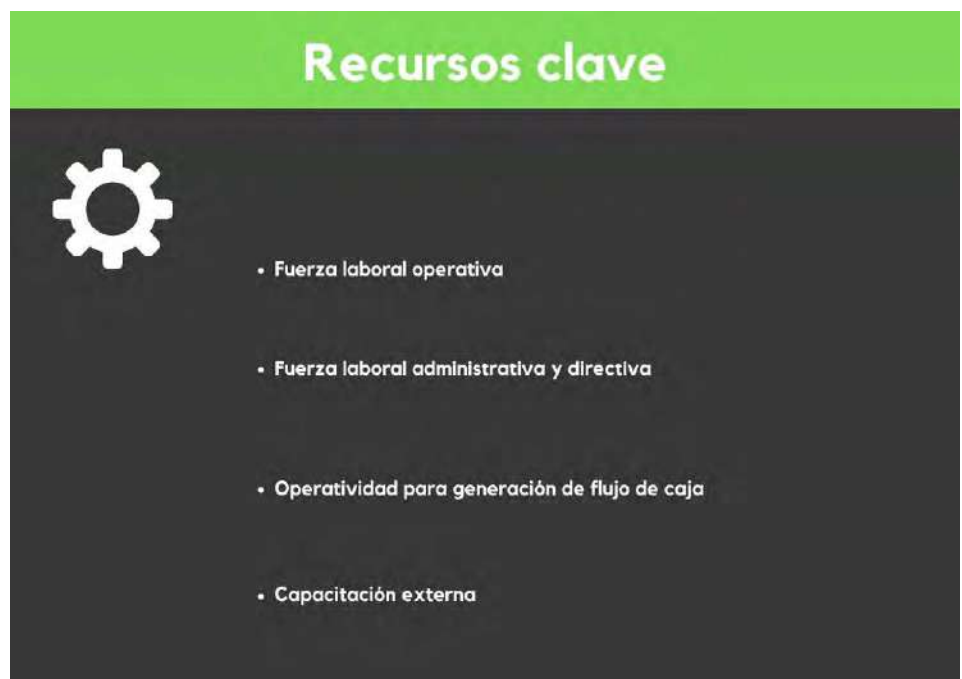 Recursos clave
• Fuerza laboral operativa
• Fuerza laboral administrativa y directiva
• Operatividad para generación de flujo de caja
• Capacitación externa